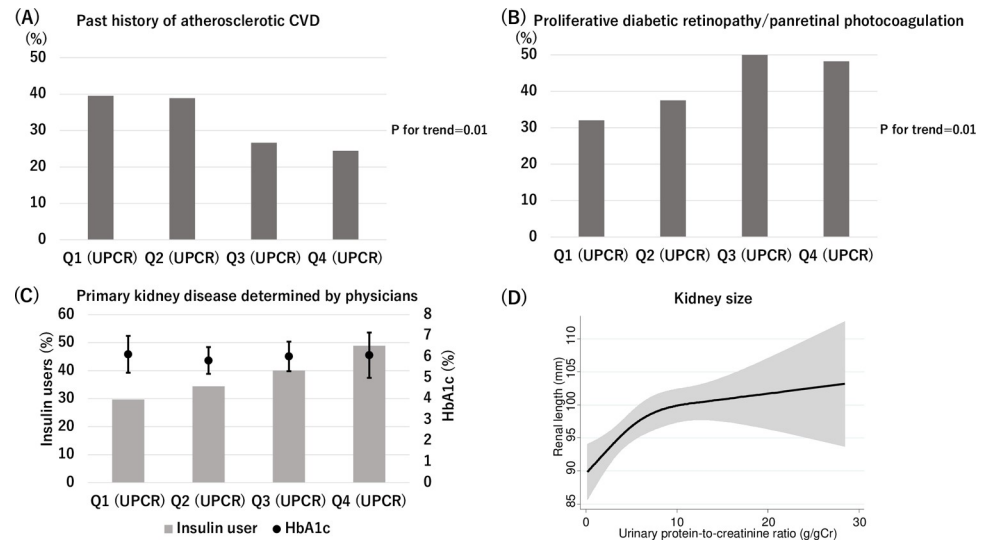 (A)
Past history of atherosclerotic CVD
(%)
50
40
30
20
10
0
P for trend=0.01
Q1 (UPCR) Q2 (UPCR) Q3 (UPCR) Q4 (UPCR)
(B)
Proliferative diabetic retinopathy/panretinal photocoagulation
(%)
50
40
30
20
10
0
P for trend=0.01
Q1 (UPCR) Q2 (UPCR) Q3 (UPCR) Q4 (UPCR)
(C)
Primary kidney disease determined by physicians
Insulin users (%)
60
50
40
30
20
10
0
8
7
6
5
4
3
2
1
0
HbA1c (%)
Q1 (UPCR) Q2 (UPCR) Q3 (UPCR) Q4 (UPCR)
Insulin user HbA1c
(D)
Kidney size
Renal length (mm)
110
105
100
95
90
85
0 10 20 30
Urinary protein-to-creatinine ratio (g/gCr)